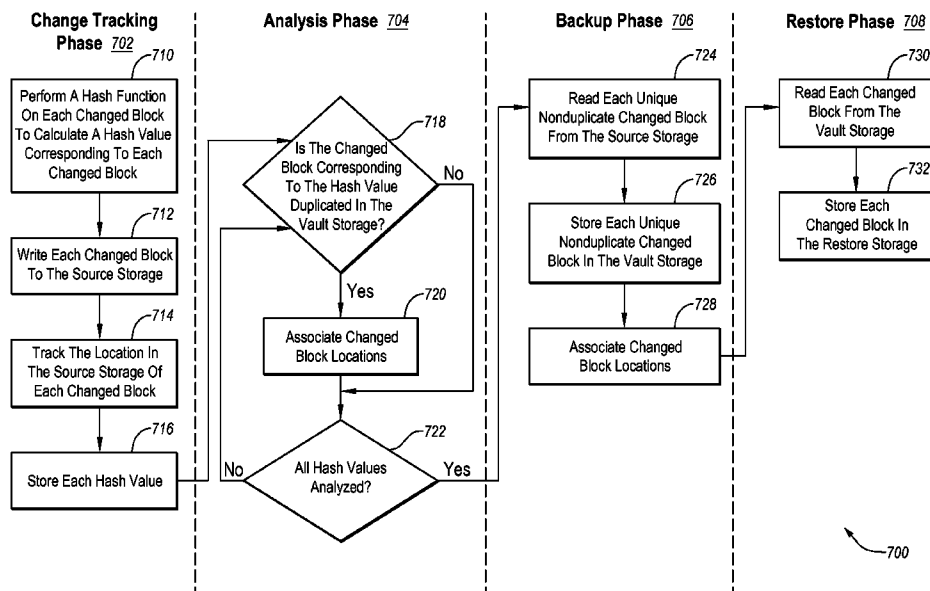 Change Tracking
Phase 702
710
Perform A Hash Function
On Each Changed Block
To Calculate A Hash Value
Corresponding To Each
Changed Block
712
Write Each Changed Block
To The Source Storage
714
Track The Location In
The Source Storage Of
Each Changed Block
716
Store Each Hash Value
Analysis Phase 704
718
Is The Changed
Block Corresponding
To The Hash Value
Duplicated In The
Vault Storage?
No
Yes
720
Associate Changed
Block Locations
722
All Hash Values
Analyzed?
No
Yes
Backup Phase 706
724
Read Each Unique
Nonduplicate Changed Block
From The Source Storage
726
Store Each Unique
Nonduplicate Changed
Block In The Vault Storage
728
Associate Changed
Block Locations
Restore Phase 708
730
Read Each Changed
Block From The
Vault Storage
732
Store Each
Changed Block In
The Restore Storage
700